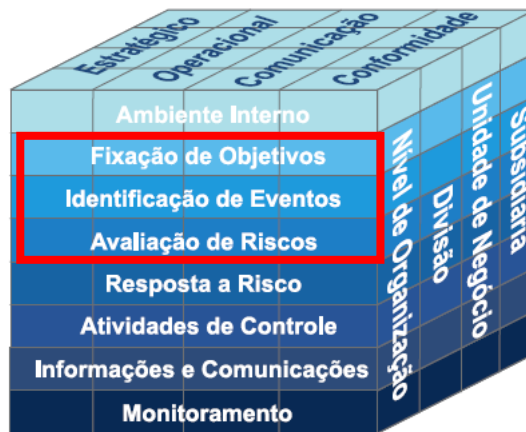 Estratégico
Operacional
Comunicação
Conformidade
Ambiente Interno
Fixação de Objetivos
Identificação de Eventos
Avaliação de Riscos
Resposta a Risco
Atividades de Controle
Informações e Comunicações
Monitoramento
Nível de Organização
Divisão
Unidade de Negócio
Subsidiária